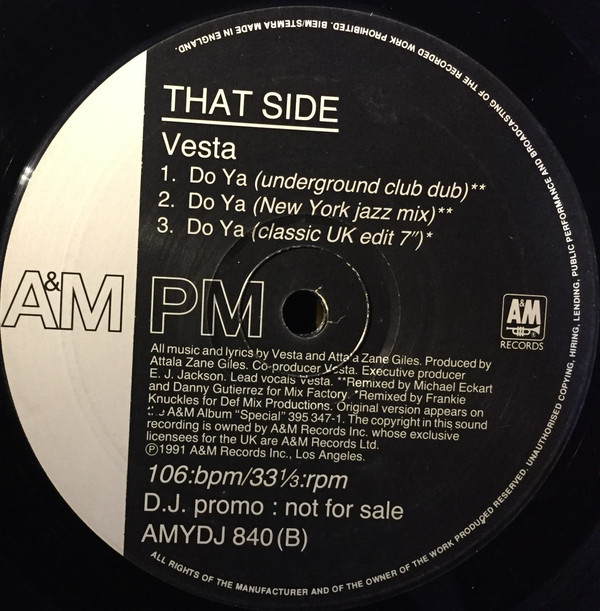 THAT SIDE
Vesta
1. Do Ya (underground club dub)**
2. Do Ya (New York jazz mix)**
3. Do Ya (classic UK edit 7")*
A&M PM
A&M
RECORDS
All music and lyrics by Vesta and Attala Zane Giles. Produced by
Attala Zane Giles. Co-producer Vesta. Executive producer
E. J. Jackson. Lead vocals Vesta. **Remixed by Michael Eckart
and Danny Gutierrez for Mix Factory. *Remixed by Frankie
Knuckles for Def Mix Productions. Original version appears on
A&M Album "Special" 395 347-1. The copyright in this sound
recording is owned by A&M Records Inc. whose exclusive
licensees for the UK are A&M Records Ltd.
Ⓟ1991 A&M Records Inc., Los Angeles.
106:bpm/33⅓:rpm
D.J. promo : not for sale
AMYDJ 840 (B)
ALL RIGHTS OF THE MANUFACTURER AND OF THE OWNER OF THE WORK PRODUCED RESERVED. UNAUTHORISED COPYING, HIRING, LENDING, PUBLIC PERFORMANCE AND BROADCASTING OF THE RECORDED WORK PROHIBITED. BIEM/STEMRA MADE IN ENGLAND.